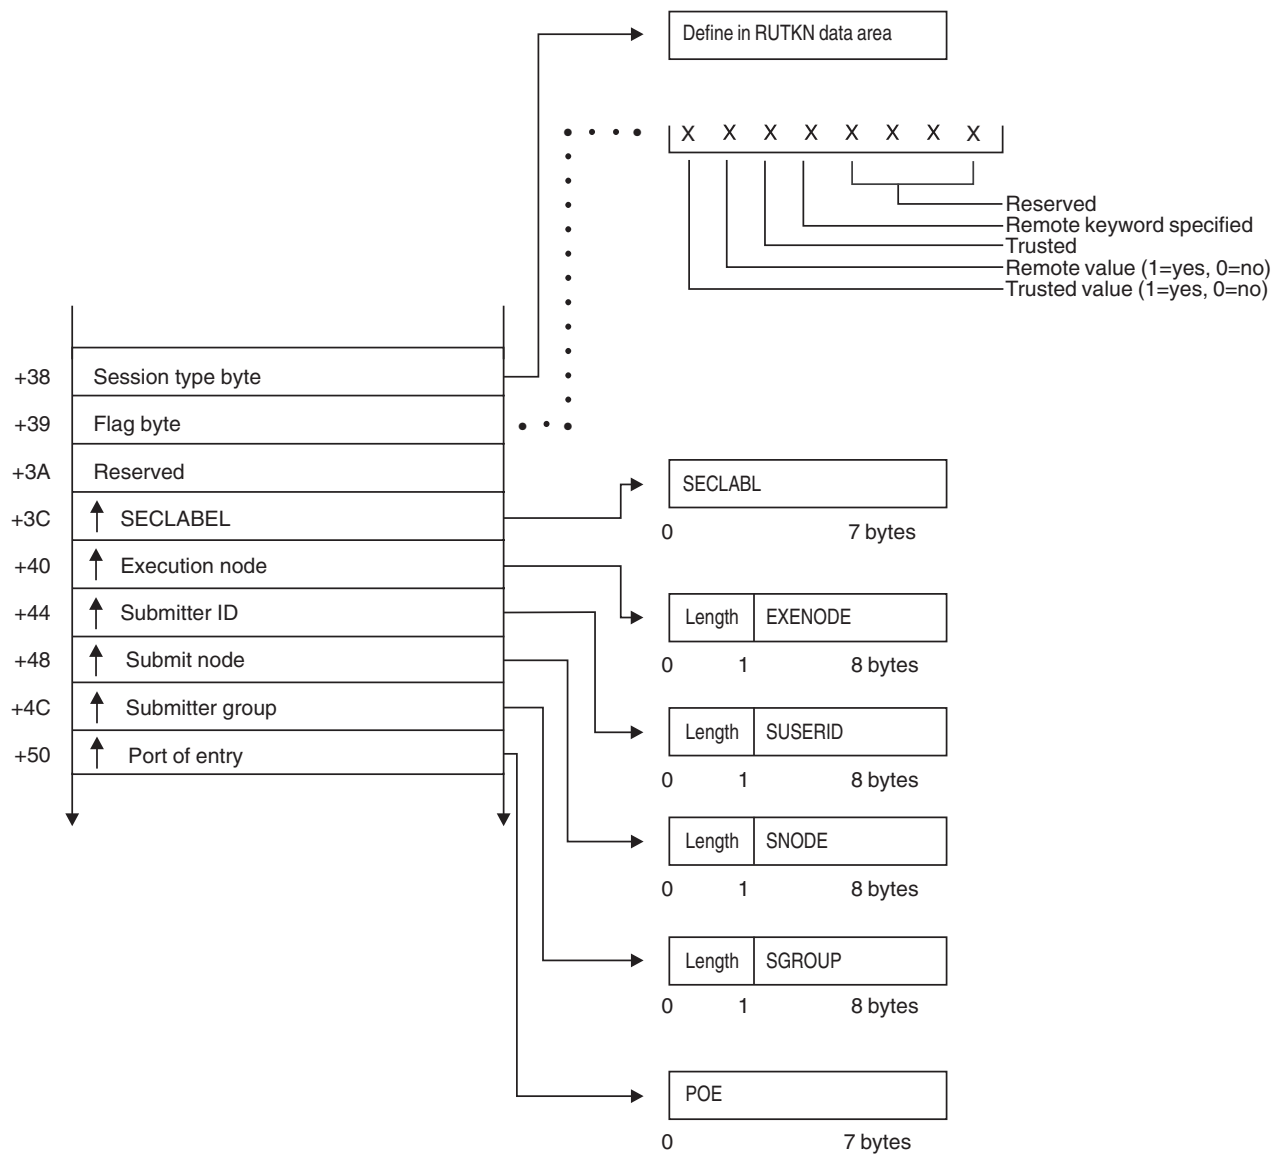 Define in RUTKN data area
X X X X X X X X
Reserved
Remote keyword specified
Trusted
Remote value (1=yes, 0=no)
Trusted value (1=yes, 0=no)
+38 Session type byte
+39 Flag byte
+3A Reserved
+3C SECLABEL
+40 Execution node
+44 Submitter ID
+48 Submit node
+4C Submitter group
+50 Port of entry
SECLABL
0 7 bytes
Length EXENODE
0 1 8 bytes
Length SUSERID
0 1 8 bytes
Length SNODE
0 1 8 bytes
Length SGROUP
0 1 8 bytes
POE
0 7 bytes